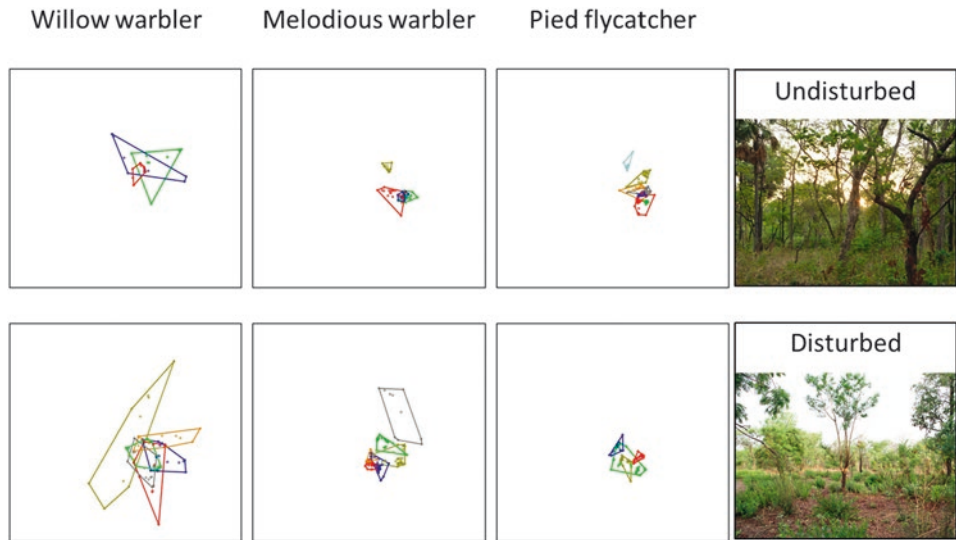 Willow warbler
Melodious warbler
Pied flycatcher
Undisturbed
Disturbed